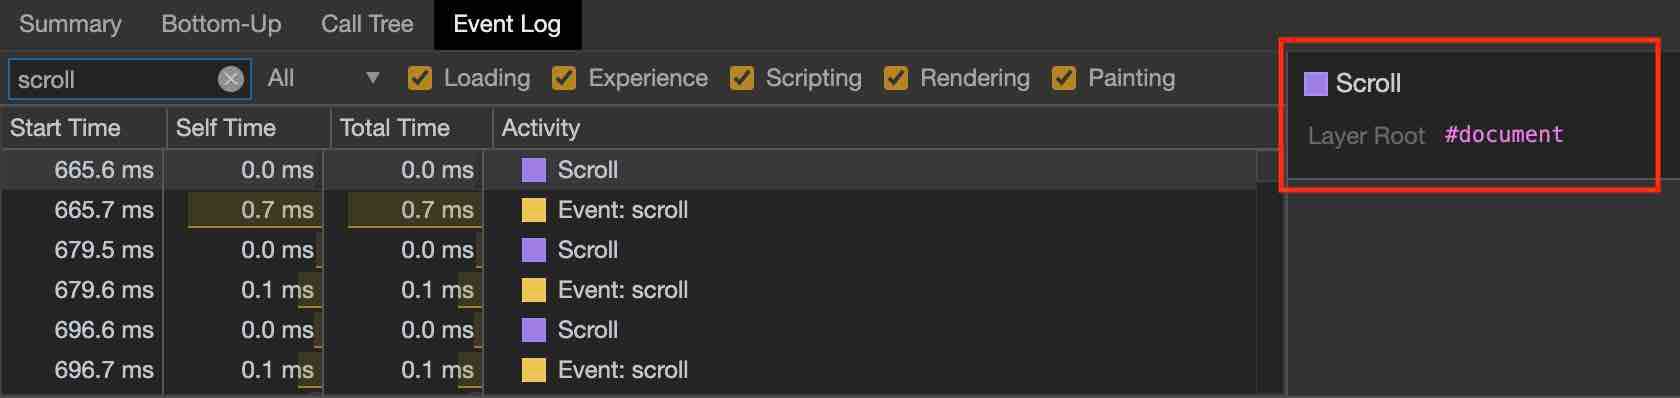 Summary Bottom-Up Call Tree Event Log
scroll All Loading Experience Scripting Rendering Painting
Start Time Self Time Total Time Activity
665.6 ms 0.0 ms 0.0 ms Scroll
665.7 ms 0.7 ms 0.7 ms Event: scroll
679.5 ms 0.0 ms 0.0 ms Scroll
679.6 ms 0.1 ms 0.1 ms Event: scroll
696.6 ms 0.0 ms 0.0 ms Scroll
696.7 ms 0.1 ms 0.1 ms Event: scroll
Scroll
Layer Root #document